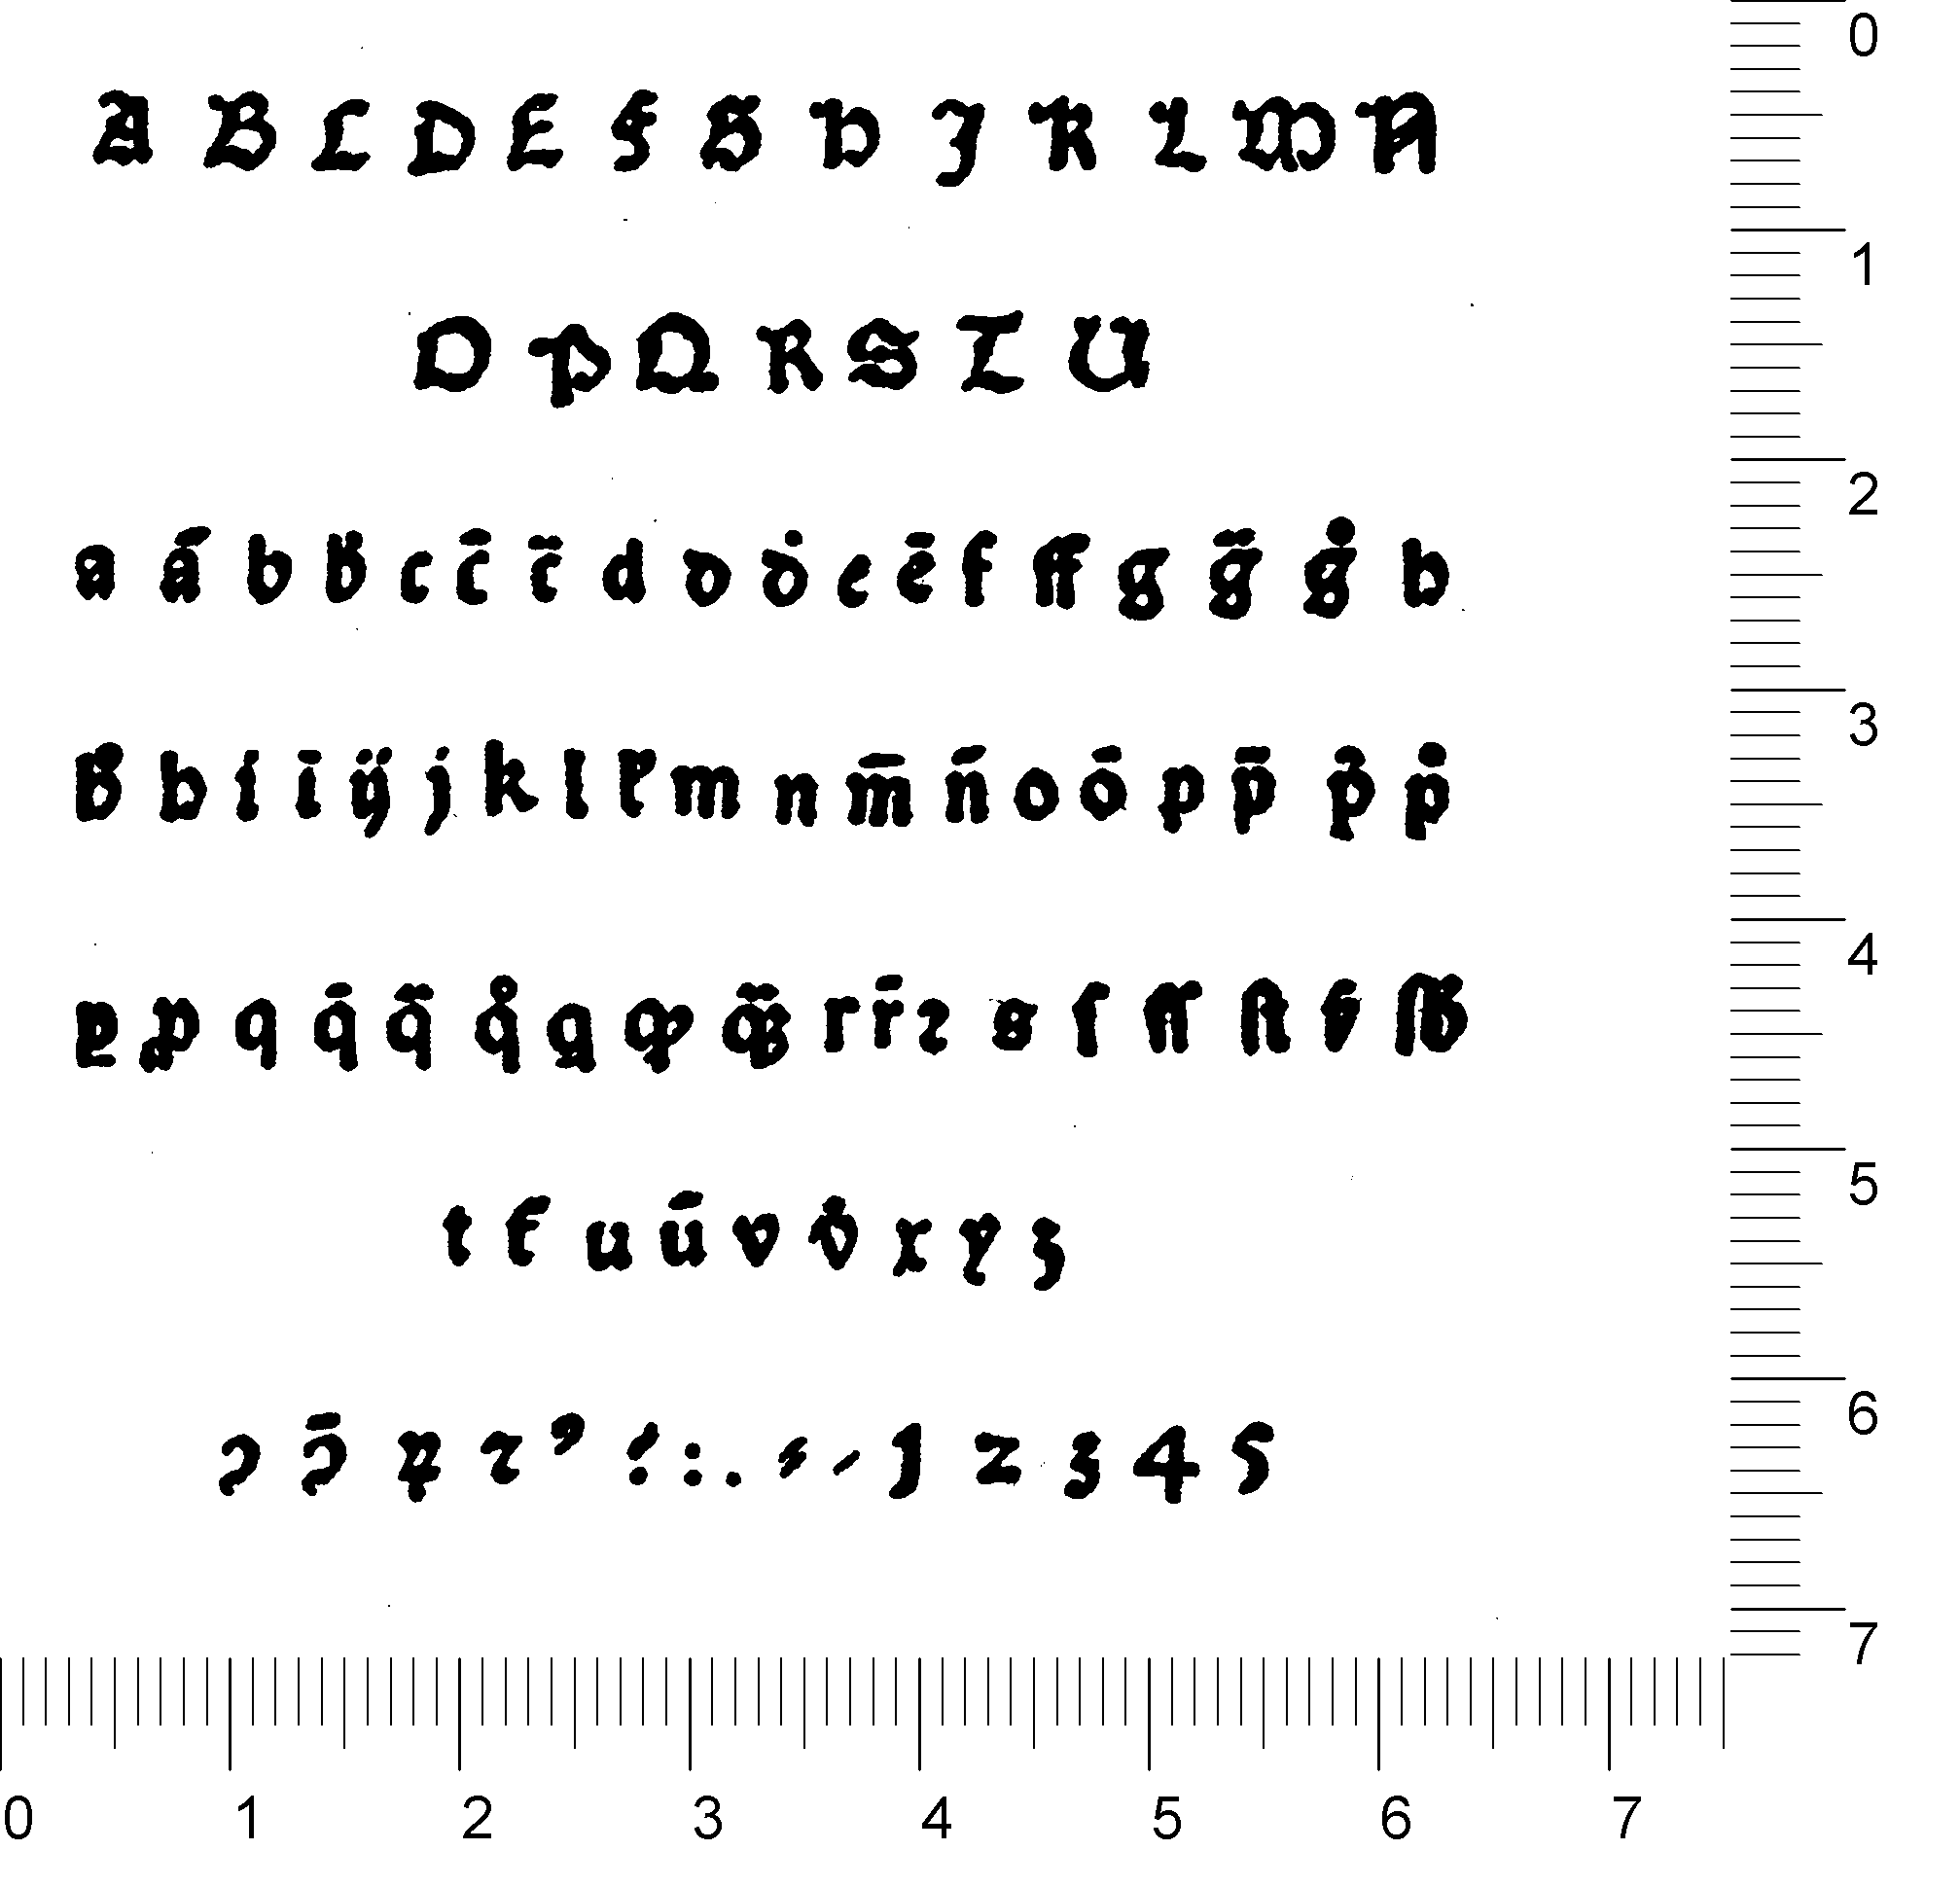 A B C D E F G H J K L M N
O P Q R S T U
a á b b̈ c c̄ c̈ d d ḋ e ē f ff g g̈ g̊ h
h̉ h i ī ÿ j k l lꝰ m n m̄ n̄ o ō p p̈ p̉ ṗ
ꝑ ꝓ q q̄ q̈ q̊ q ꝙ q̈ r r̄ ꝛ s ſ ſſ ſt ẜ ſb
t t̄ u ū v v̊ x y z
ꝯ ꝯ̄ ꝝ ⁊ ꝰ ! : . ⸗ - 1 2 3 4 5
0
1
2
3
4
5
6
7
0 1 2 3 4 5 6 7